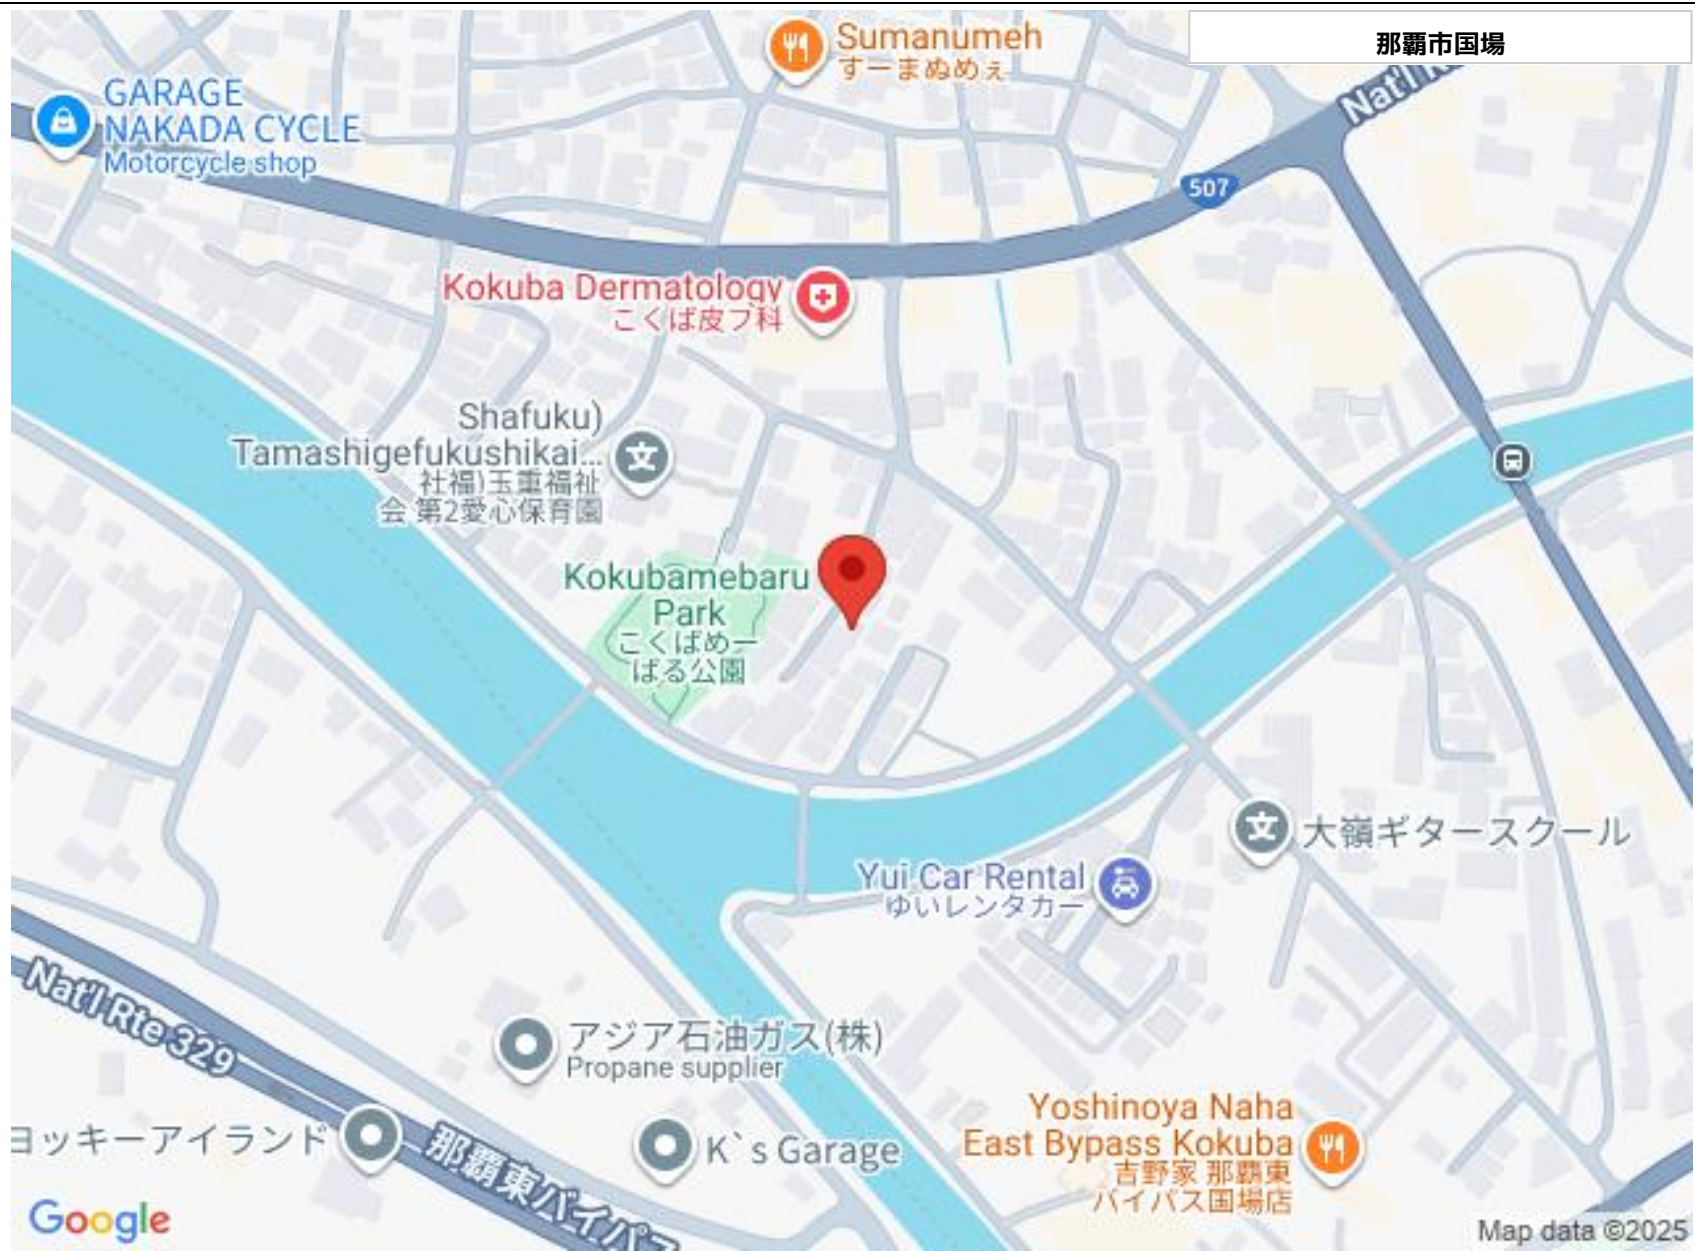 那覇市国場
Sumanumeh
すーまぬめぇ
GARAGE
NAKADA CYCLE
Motorcycle shop
507
Kokuba Dermatology
こくば皮フ科
Shafuku)
Tamashigefukushikai...
社福)玉重福祉
会 第2愛心保育園
Kokubamebaru
Park
こくばめー
ばる公園
大嶺ギタースクール
Yui Car Rental
ゆいレンタカー
Nat'l Rte 329
アジア石油ガス(株)
Propane supplier
ヨッキーアイランド
那覇東バイパス
K`s Garage
Yoshinoya Naha
East Bypass Kokuba
吉野家 那覇東
バイパス国場店
Google
Map data ©2025